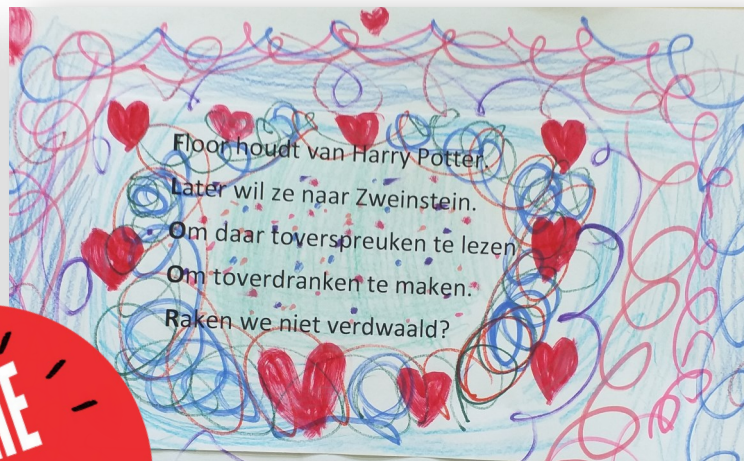 Floor houdt van Harry Potter.
Later wil ze naar Zweinstein.
Om daar toverspreuken te lezen
Om toverdranken te maken.
Raken we niet verdwaald?